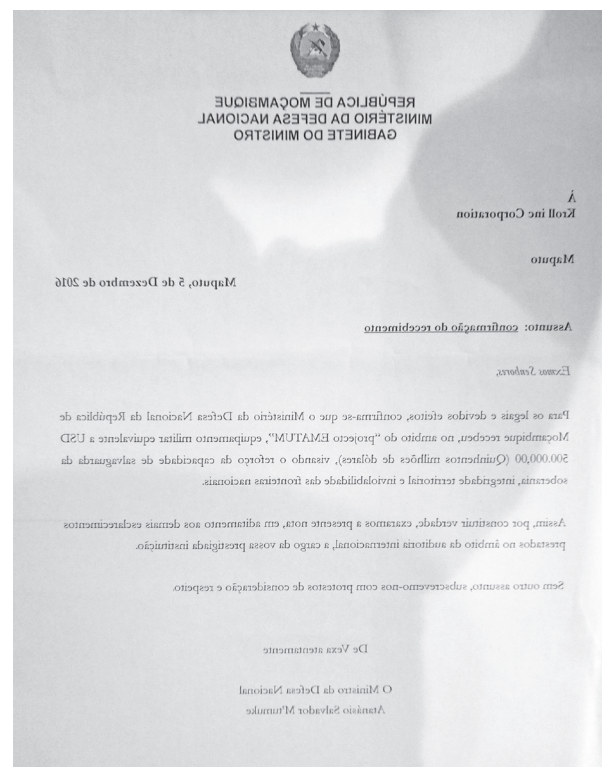 REPÚBLICA DE MOÇAMBIQUE
MINISTÉRIO DA DEFESA NACIONAL
GABINETE DO MINISTRO
À
Kroll inc Corporation
Maputo
Maputo, 5 de Dezembro de 2016
Assunto: confirmação do recebimento
Exmos Senhores,
Para os legais e devidos efeitos, confirma-se que o Ministério da Defesa Nacional da República de
Moçambique recebeu, no ambito do "projecto EMATUM", equipamento militar equivalente a USD
500.000,00 (Quinhentos milhões de dólares), visando o reforço da capacidade de salvaguarda da
soberania, integridade territorial e inviolabilidade das fronteiras nacionais.
Assim, por constituir verdade, exaramos a presente nota, em aditamento aos demais esclarecimentos
prestados no âmbito da auditoria internacional, a cargo da vossa prestigiada instituição.
Sem outro assunto, subscrevemo-nos com protestos de consideração e respeito.
De Vexa atentamente
O Ministro da Defesa Nacional
Atanásio Salvador M'tumuke